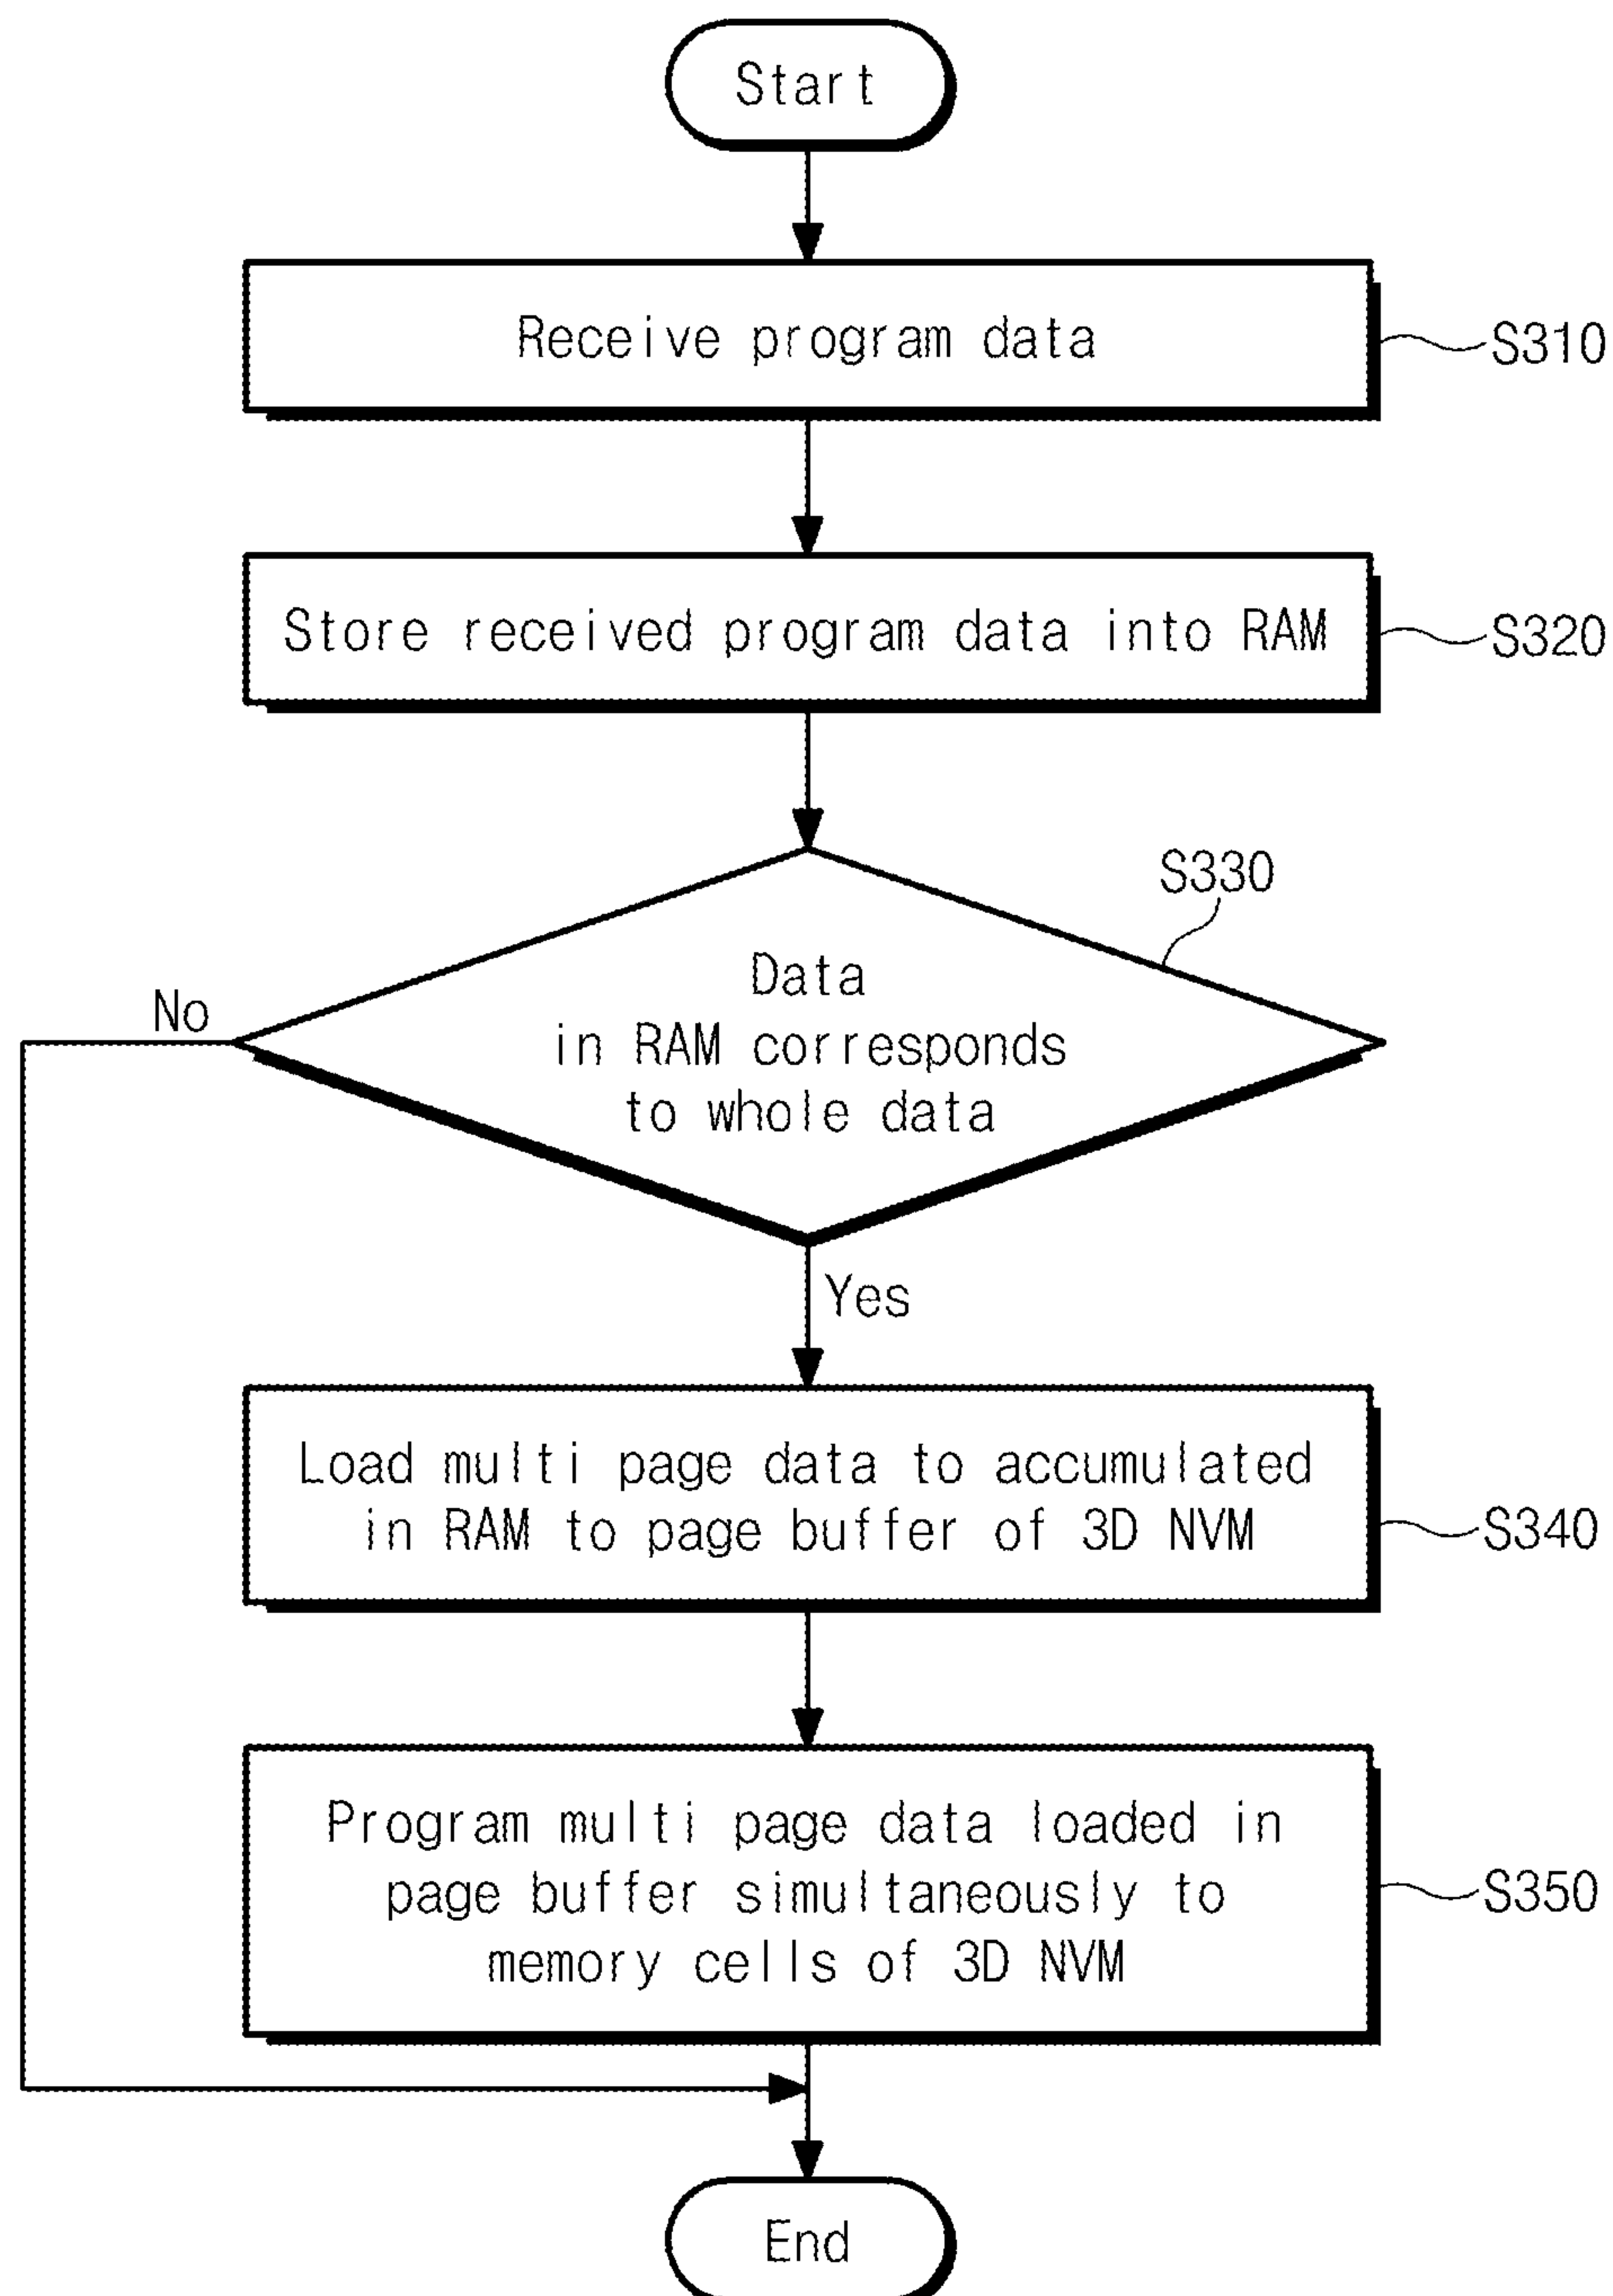 Start
Receive program data
S310
Store received program data into RAM
S320
S330
Data
in RAM corresponds
to whole data
No
Yes
Load multi page data to accumulated
in RAM to page buffer of 3D NVM
S340
Program multi page data loaded in
page buffer simultaneously to
memory cells of 3D NVM
S350
End